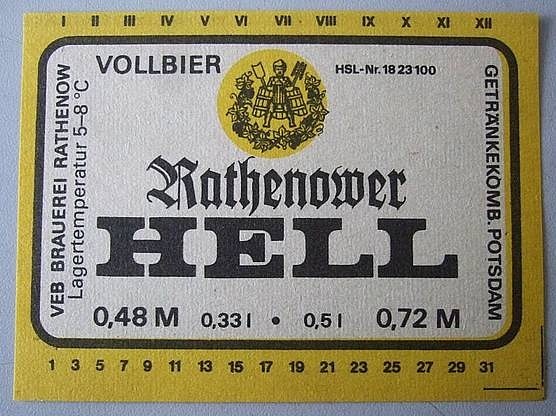 I II III IV V VI VII VIII IX X XI XII
VOLLBIER
HSL-Nr. 18 23 100
VEB BRAUEREI RATHENOW
Lagertemperatur 5–8 °C
GETRÄNKEKOMB. POTSDAM
Rathenower
HELL
0,48 M 0,33 l • 0,5 l 0,72 M
1 3 5 7 9 11 13 15 17 19 21 23 25 27 29 31